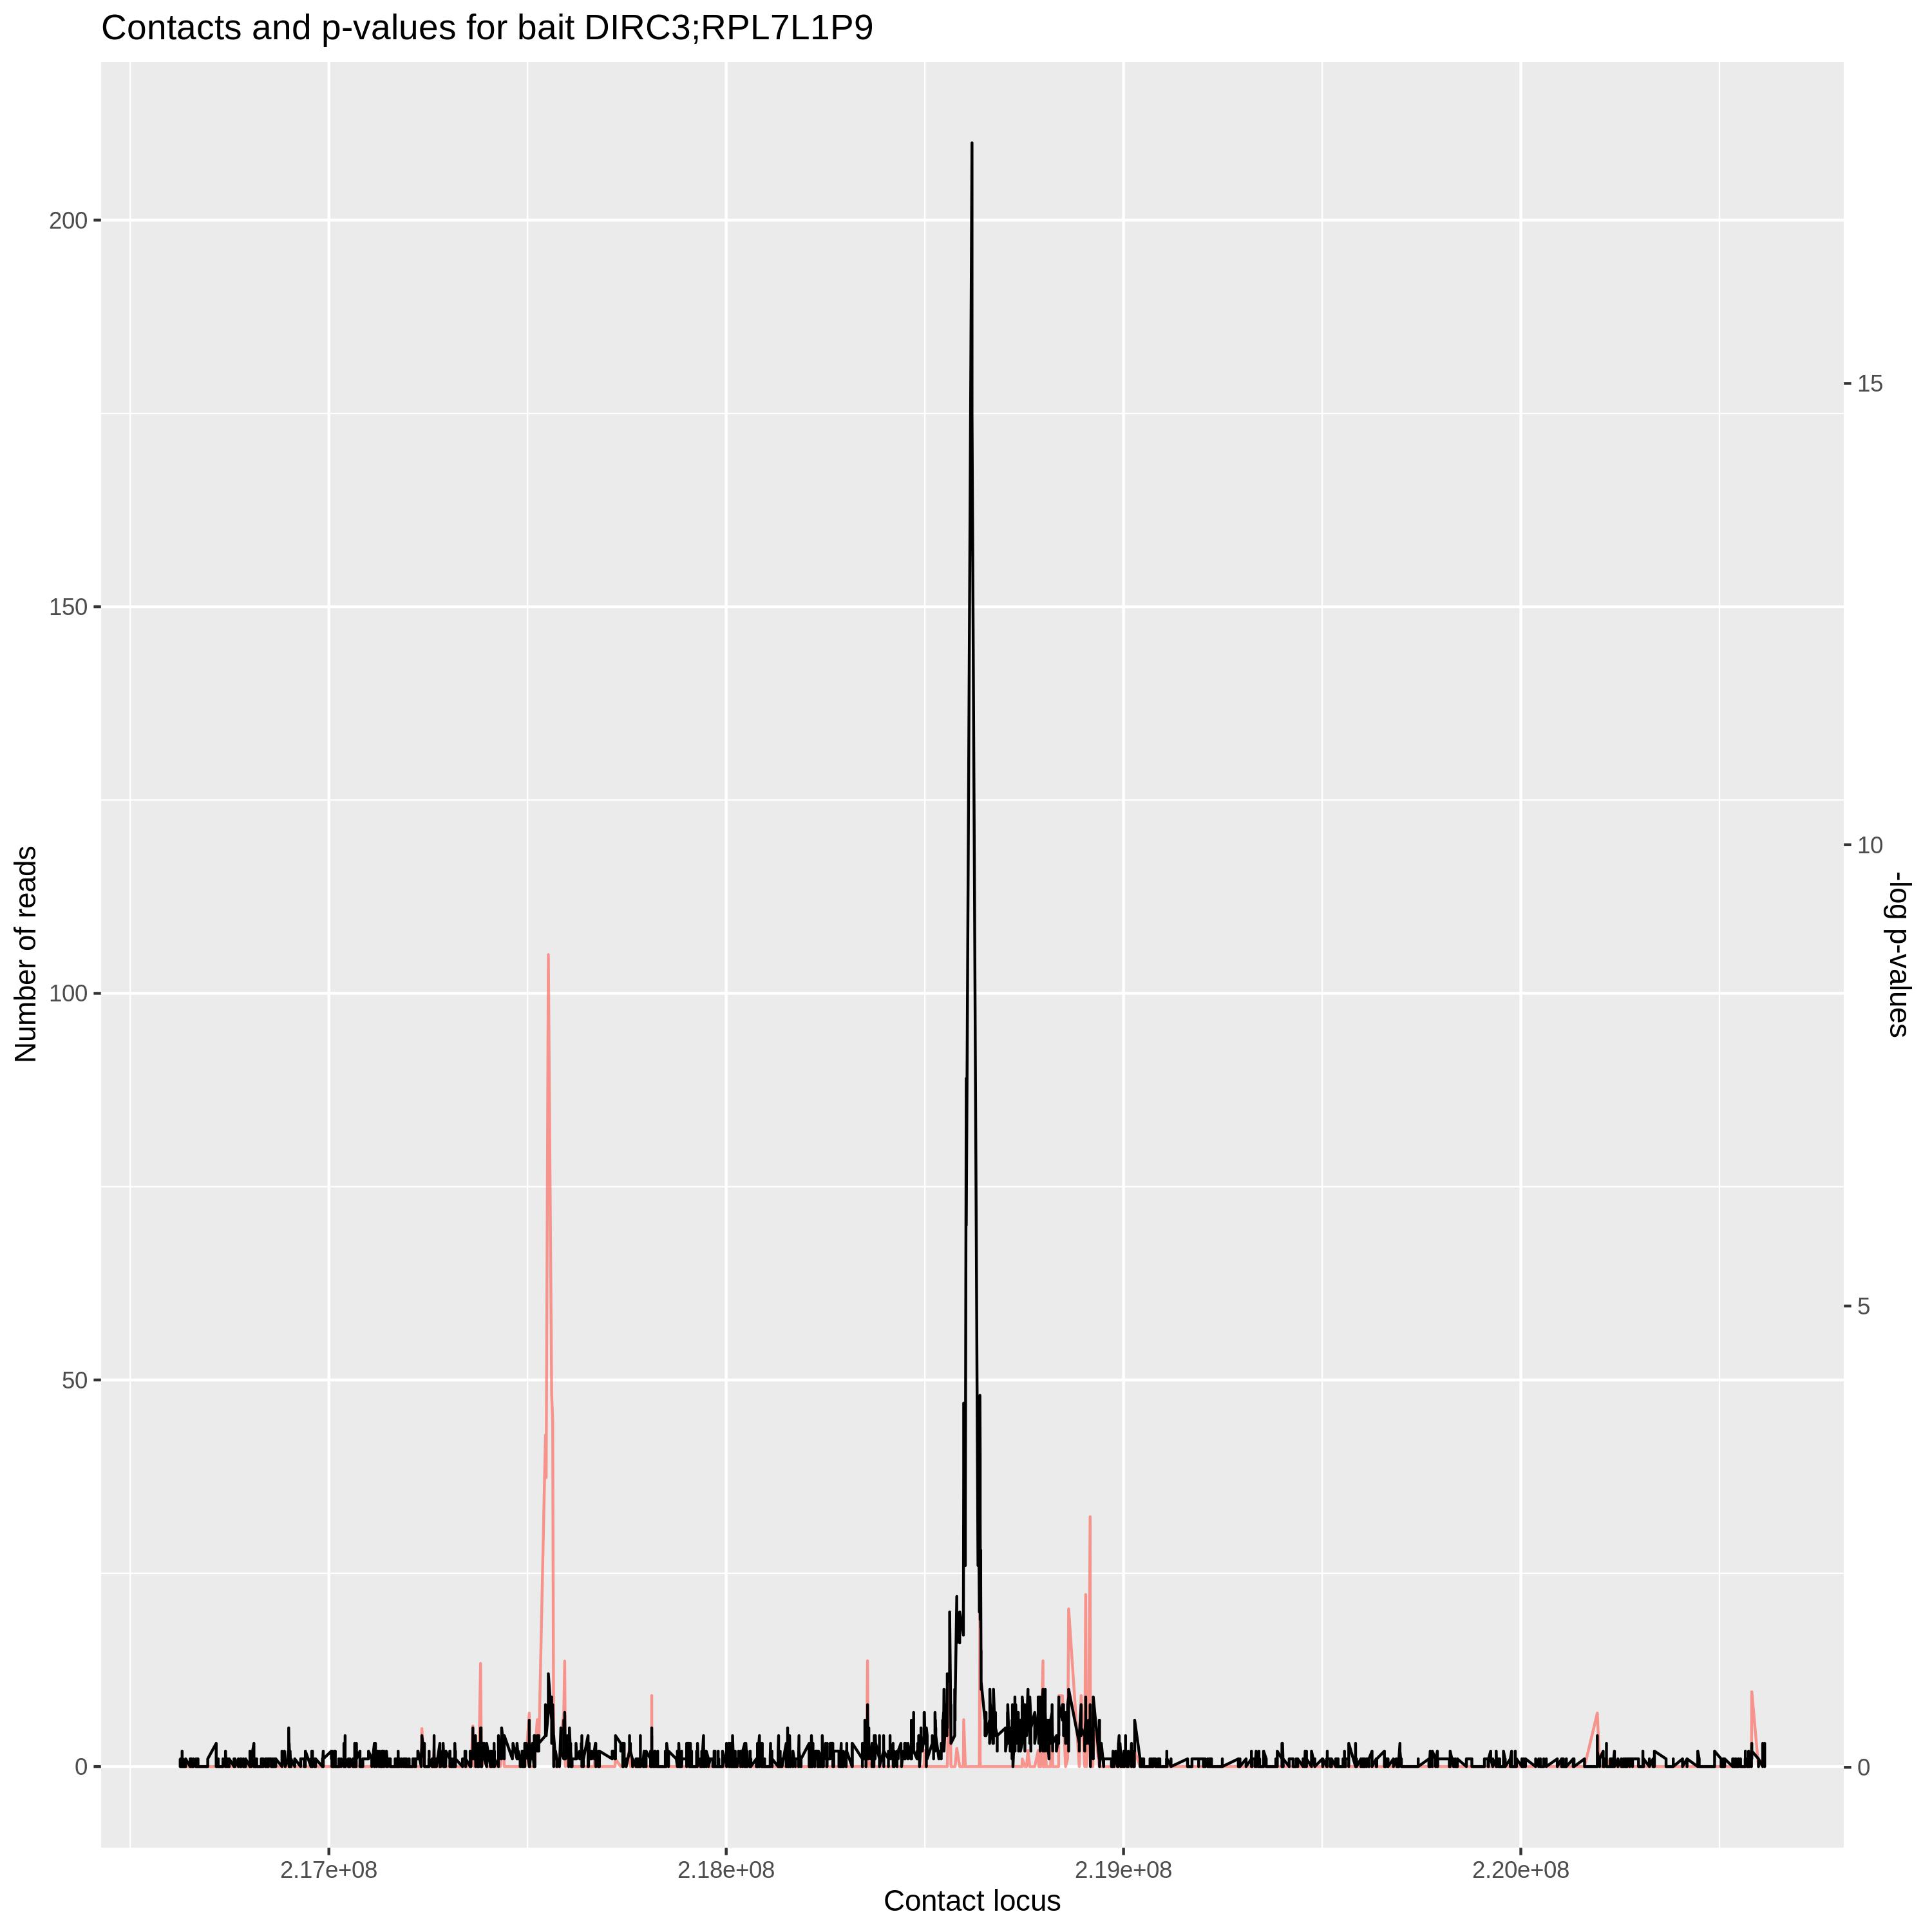 Contacts and p-values for bait DIRC3;RPL7L1P9
Number of reads
200
150
100
50
0
15
10
5
0
-log p-values
2.17e+08 2.18e+08 2.19e+08 2.20e+08
Contact locus